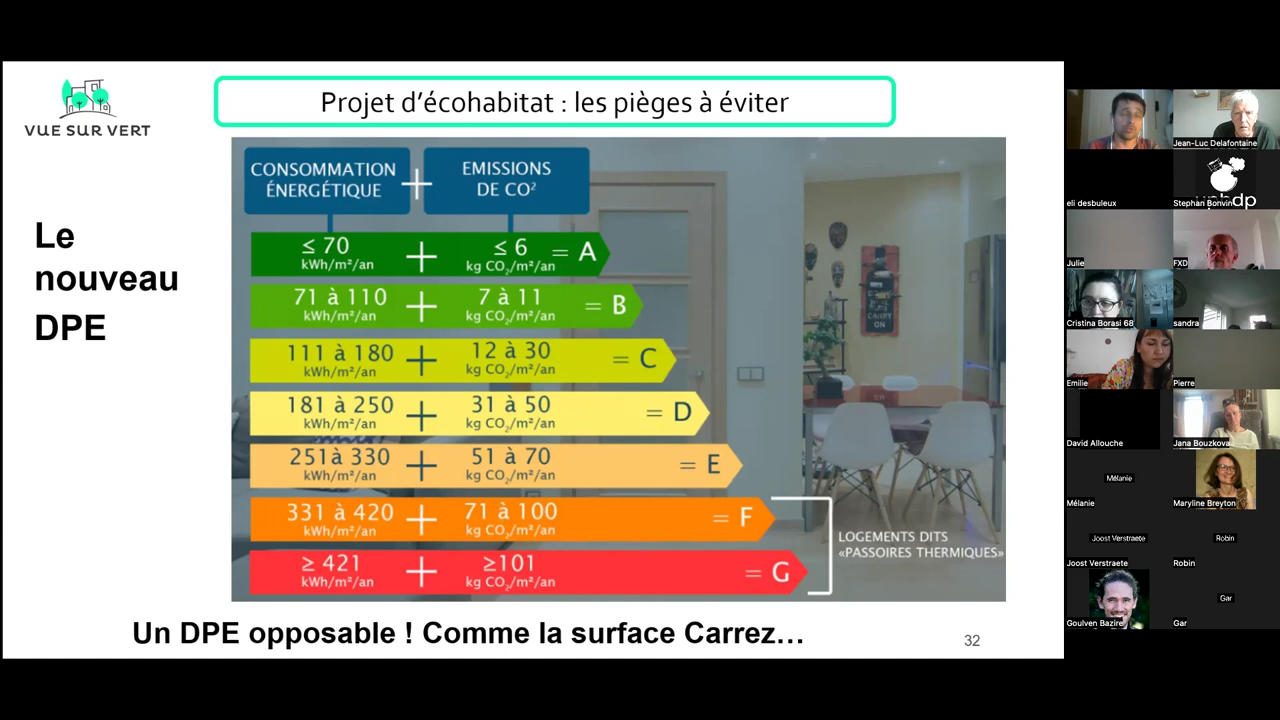 VUE SUR VERT
Projet d'écohabitat : les pièges à éviter
Le
nouveau
DPE
CONSOMMATION
ÉNERGÉTIQUE
+
EMISSIONS
DE CO²
≤ 70 + ≤ 6 = A
kWh/m²/an kg CO₂/m²/an
71 à 110 + 7 à 11 = B
kWh/m²/an kg CO₂/m²/an
111 à 180 + 12 à 30 = C
kWh/m²/an kg CO₂/m²/an
181 à 250 + 31 à 50 = D
kWh/m²/an kg CO₂/m²/an
251à 330 + 51 à 70 = E
kWh/m²/an kg CO₂/m²/an
331 à 420 + 71 à 100 = F
kWh/m²/an kg CO₂/m²/an
≥ 421 + ≥101 = G
kWh/m²/an kg CO₂/m²/an
LOGEMENTS DITS
«PASSOIRES THERMIQUES»
CARRY
ON
Un DPE opposable ! Comme la surface Carrez...
32
Jean-Luc Delafontaine
eli desbuleux
Stephan Bonvin
Julie
FXD
Cristina Borasi 68
sandra
Emilie
Pierre
David Allouche
Jana Bouzkova
Mélanie
Mélanie
Maryline Breyton
Joost Verstraete
Robin
Joost Verstraete
Robin
Gar
Goulven Bazire
Gar